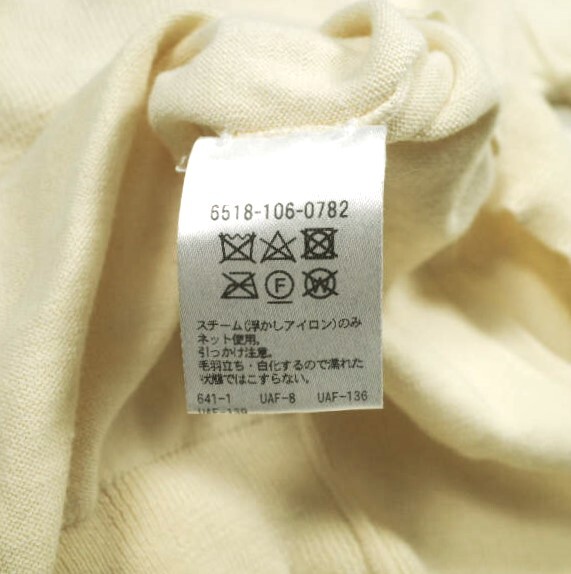 6518-106-0782
F W
スチーム(浮かしアイロン)のみ
ネット使用。
引っかけ注意。
毛羽立ち・白化するので濡れた
状態ではこすらない。
641-1 UAF-8 UAF-136
UAF-139